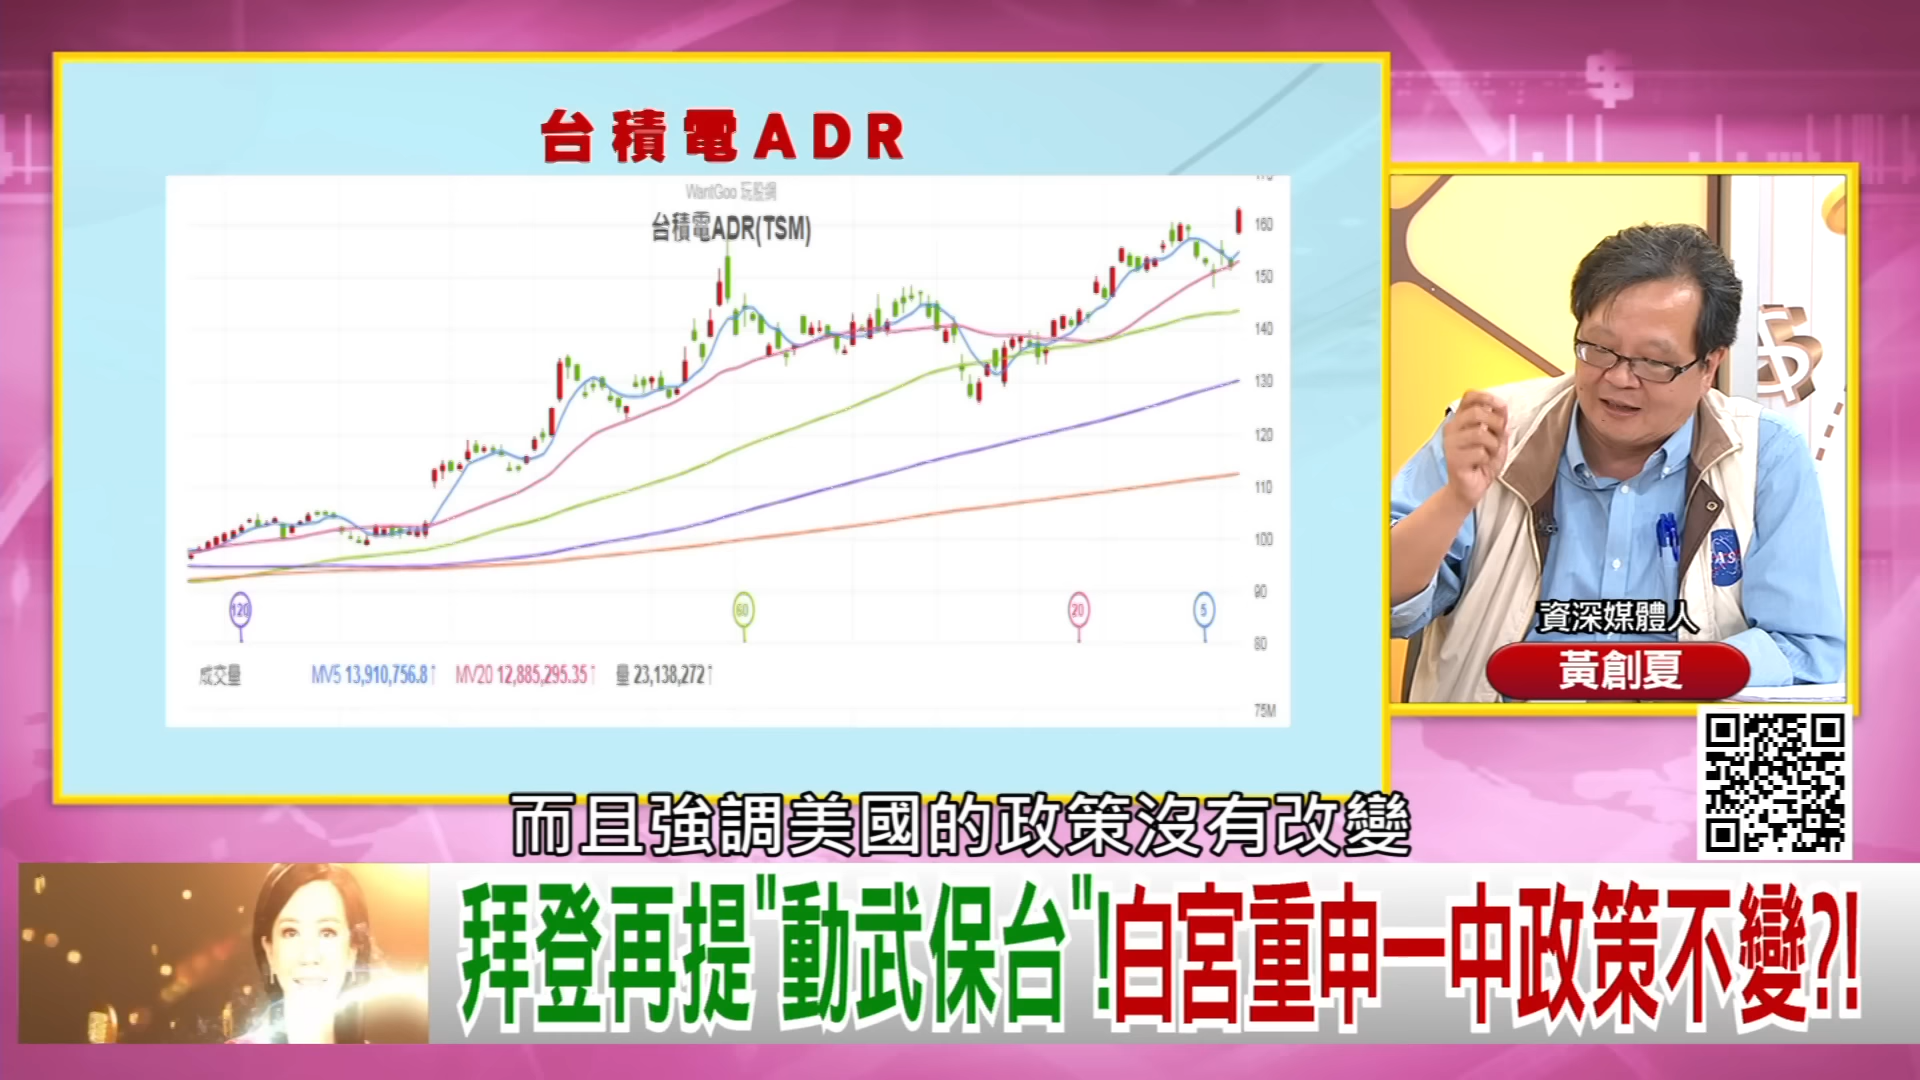 台積電ADR
WantGoo 玩股網
台積電ADR(TSM)
160
150
140
130
120
110
100
90
80
120
60
20
5
成交量 MV5 13,910,756.8↑ MV20 12,885,295.35↑ 量 23,138,272↑
75M
資深媒體人
黃創夏
而且強調美國的政策沒有改變
拜登再提"動武保台"!白宮重申一中政策不變?!